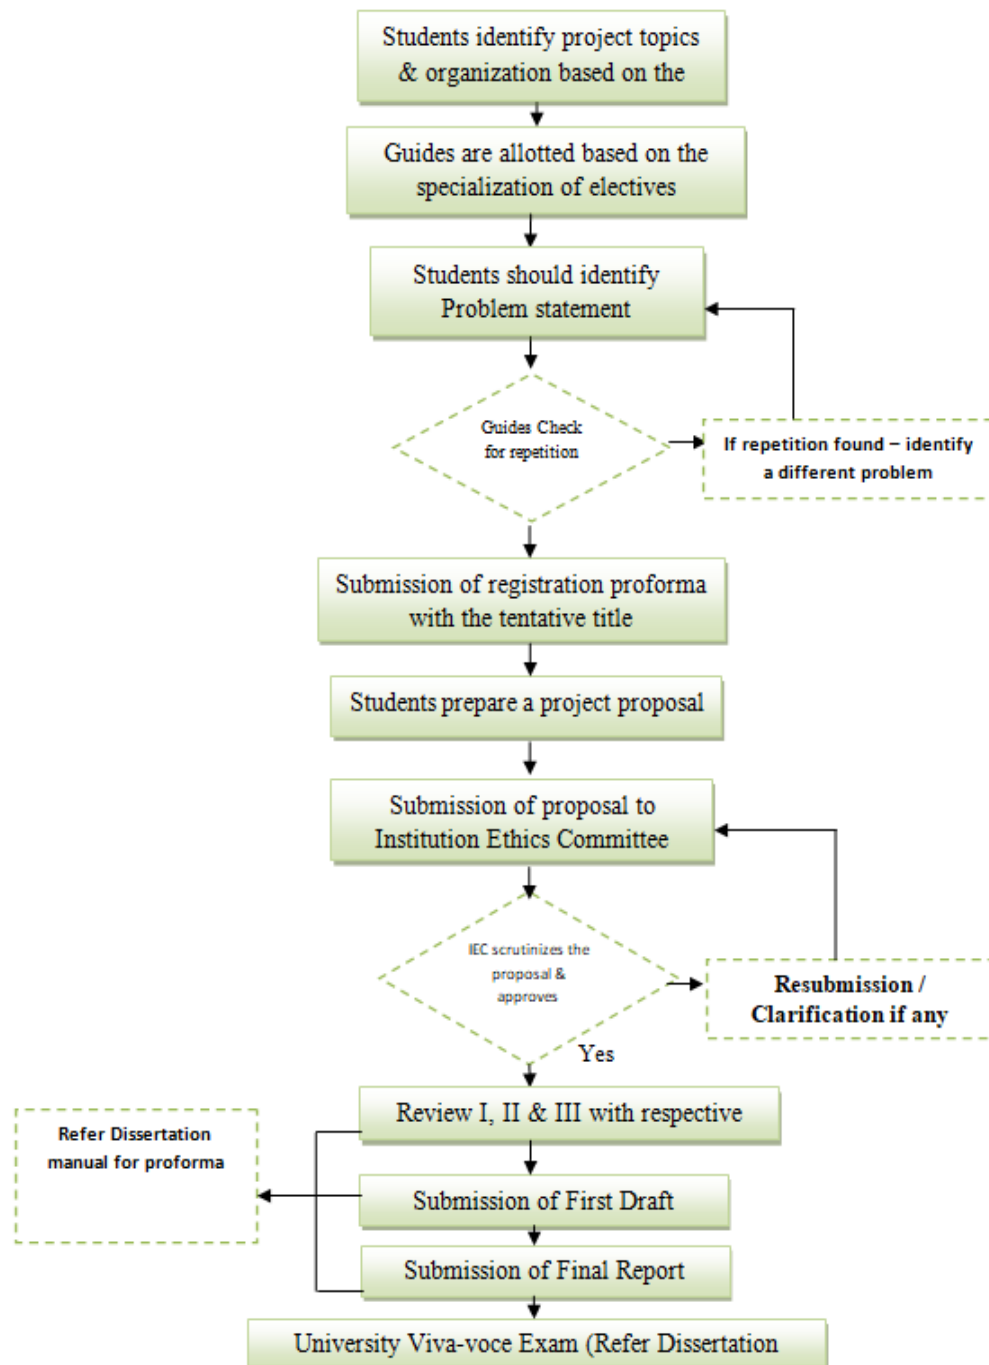 Students identify project topics
& organization based on the
Guides are allotted based on the
specialization of electives
Students should identify
Problem statement
Guides Check
for repetition
If repetition found – identify
a different problem
Submission of registration proforma
with the tentative title
Students prepare a project proposal
Submission of proposal to
Institution Ethics Committee
IEC scrutinizes the
proposal &
approves
Resubmission /
Clarification if any
Yes
Review I, II & III with respective
Refer Dissertation
manual for proforma
Submission of First Draft
Submission of Final Report
University Viva-voce Exam (Refer Dissertation